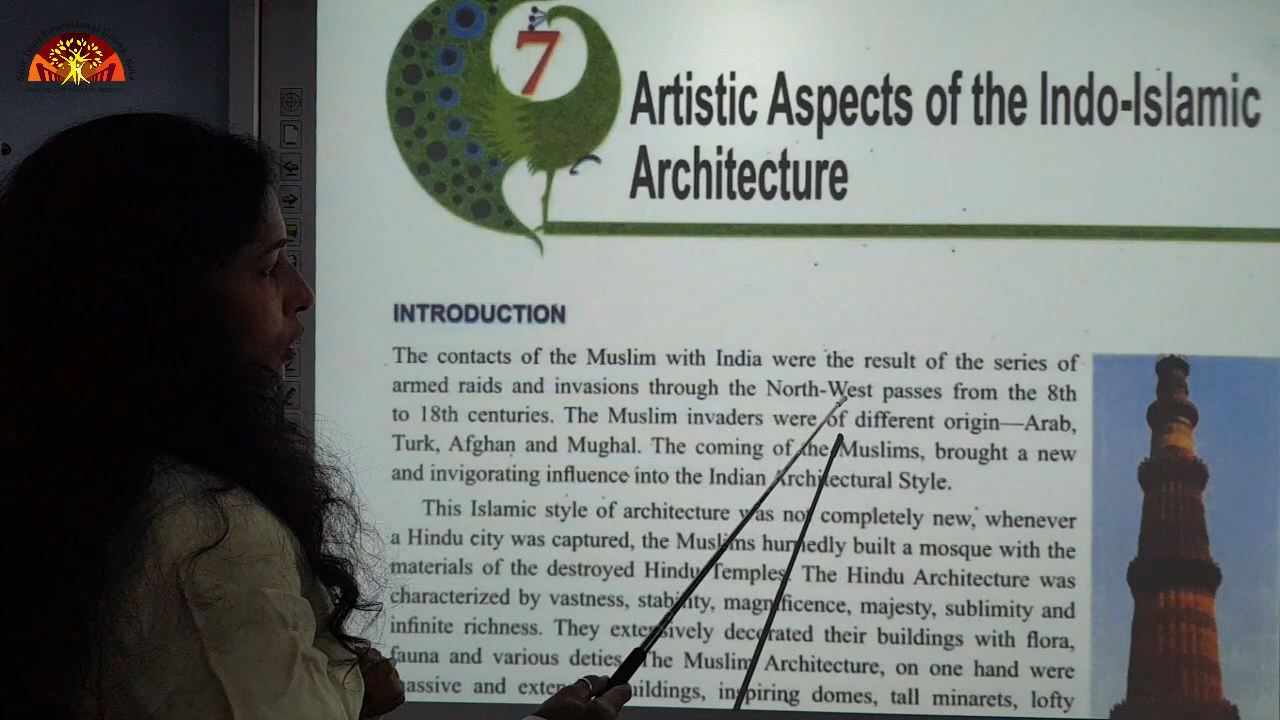 7
Artistic Aspects of the Indo-Islamic
Architecture
INTRODUCTION
The contacts of the Muslim with India were the result of the series of
armed raids and invasions through the North-West passes from the 8th
to 18th centuries. The Muslim invaders were of different origin—Arab,
Turk, Afghan and Mughal. The coming of the Muslims, brought a new
and invigorating influence into the Indian Architectural Style.
This Islamic style of architecture was not completely new, whenever
a Hindu city was captured, the Muslims hurriedly built a mosque with the
materials of the destroyed Hindu Temples. The Hindu Architecture was
characterized by vastness, stability, magnificence, majesty, sublimity and
infinite richness. They extensively decorated their buildings with flora,
fauna and various deties. The Muslim Architecture, on one hand were
massive and buildings, inspiring domes, tall minarets, lofty